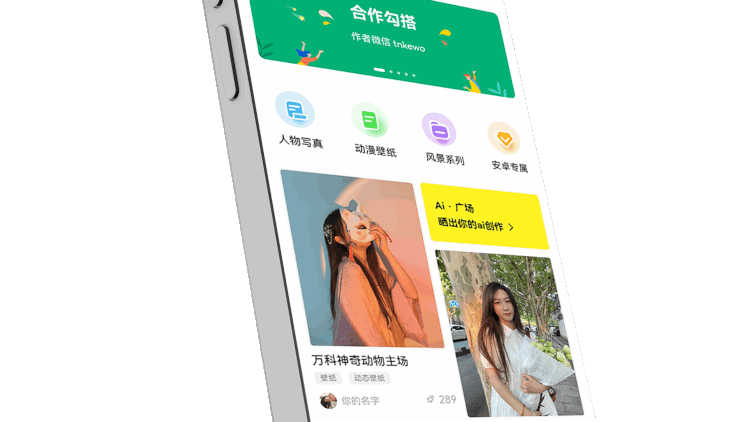 合作勾搭
作者微信 tnkewo
人物写真
动漫壁纸
风景系列
安卓专属
Ai · 广场
晒出你的ai创作 >
万科神奇动物主场
壁纸
动态壁纸
你的名字
289